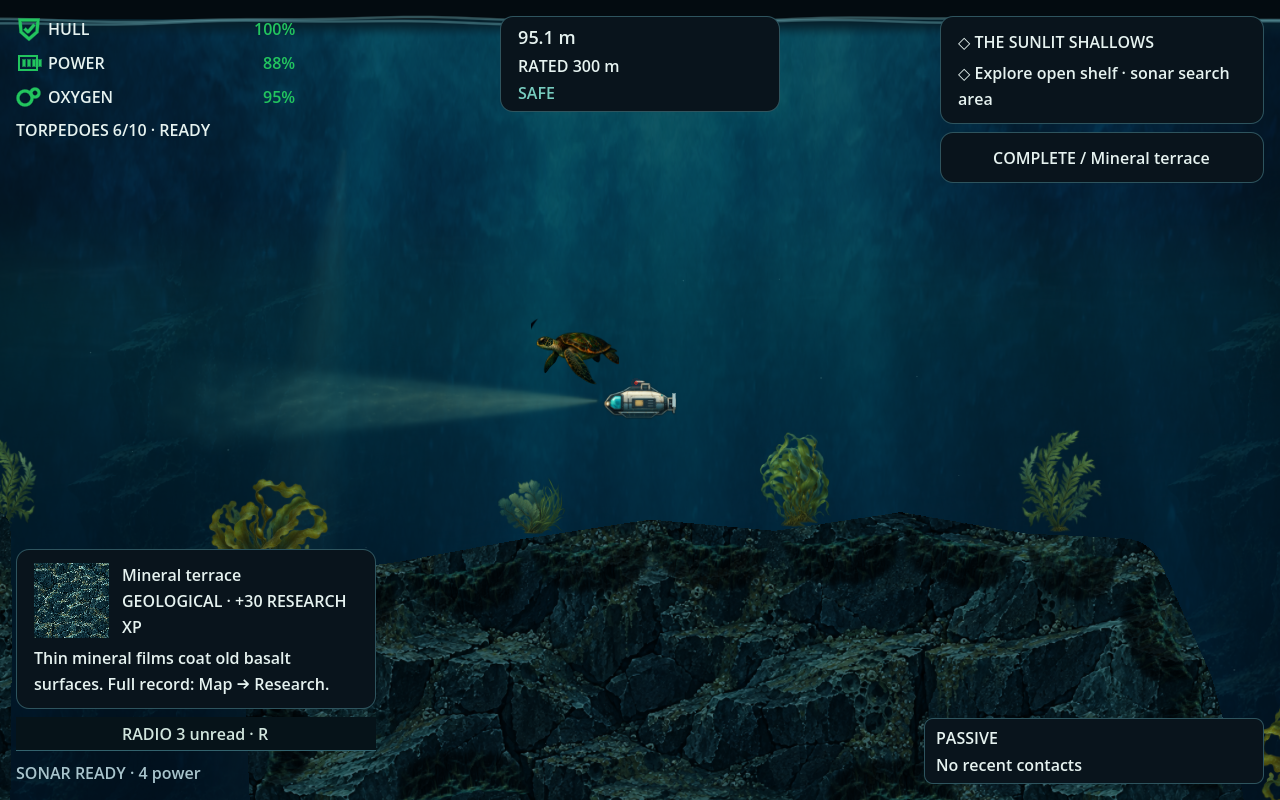 HULL 100%
POWER 88%
OXYGEN 95%
TORPEDOES 6/10 · READY
95.1 m
RATED 300 m
SAFE
◇ THE SUNLIT SHALLOWS
◇ Explore open shelf · sonar search
area
COMPLETE / Mineral terrace
Mineral terrace
GEOLOGICAL · +30 RESEARCH
XP
Thin mineral films coat old basalt
surfaces. Full record: Map → Research.
RADIO 3 unread · R
SONAR READY · 4 power
PASSIVE
No recent contacts